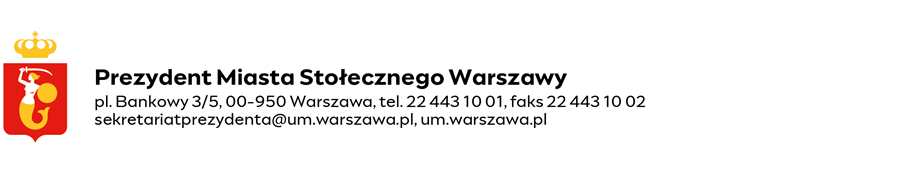 Prezydent Miasta Stołecznego Warszawy
pl. Bankowy 3/5, 00-950 Warszawa, tel. 22 443 10 01, faks 22 443 10 02
sekretariatprezydenta@um.warszawa.pl, um.warszawa.pl